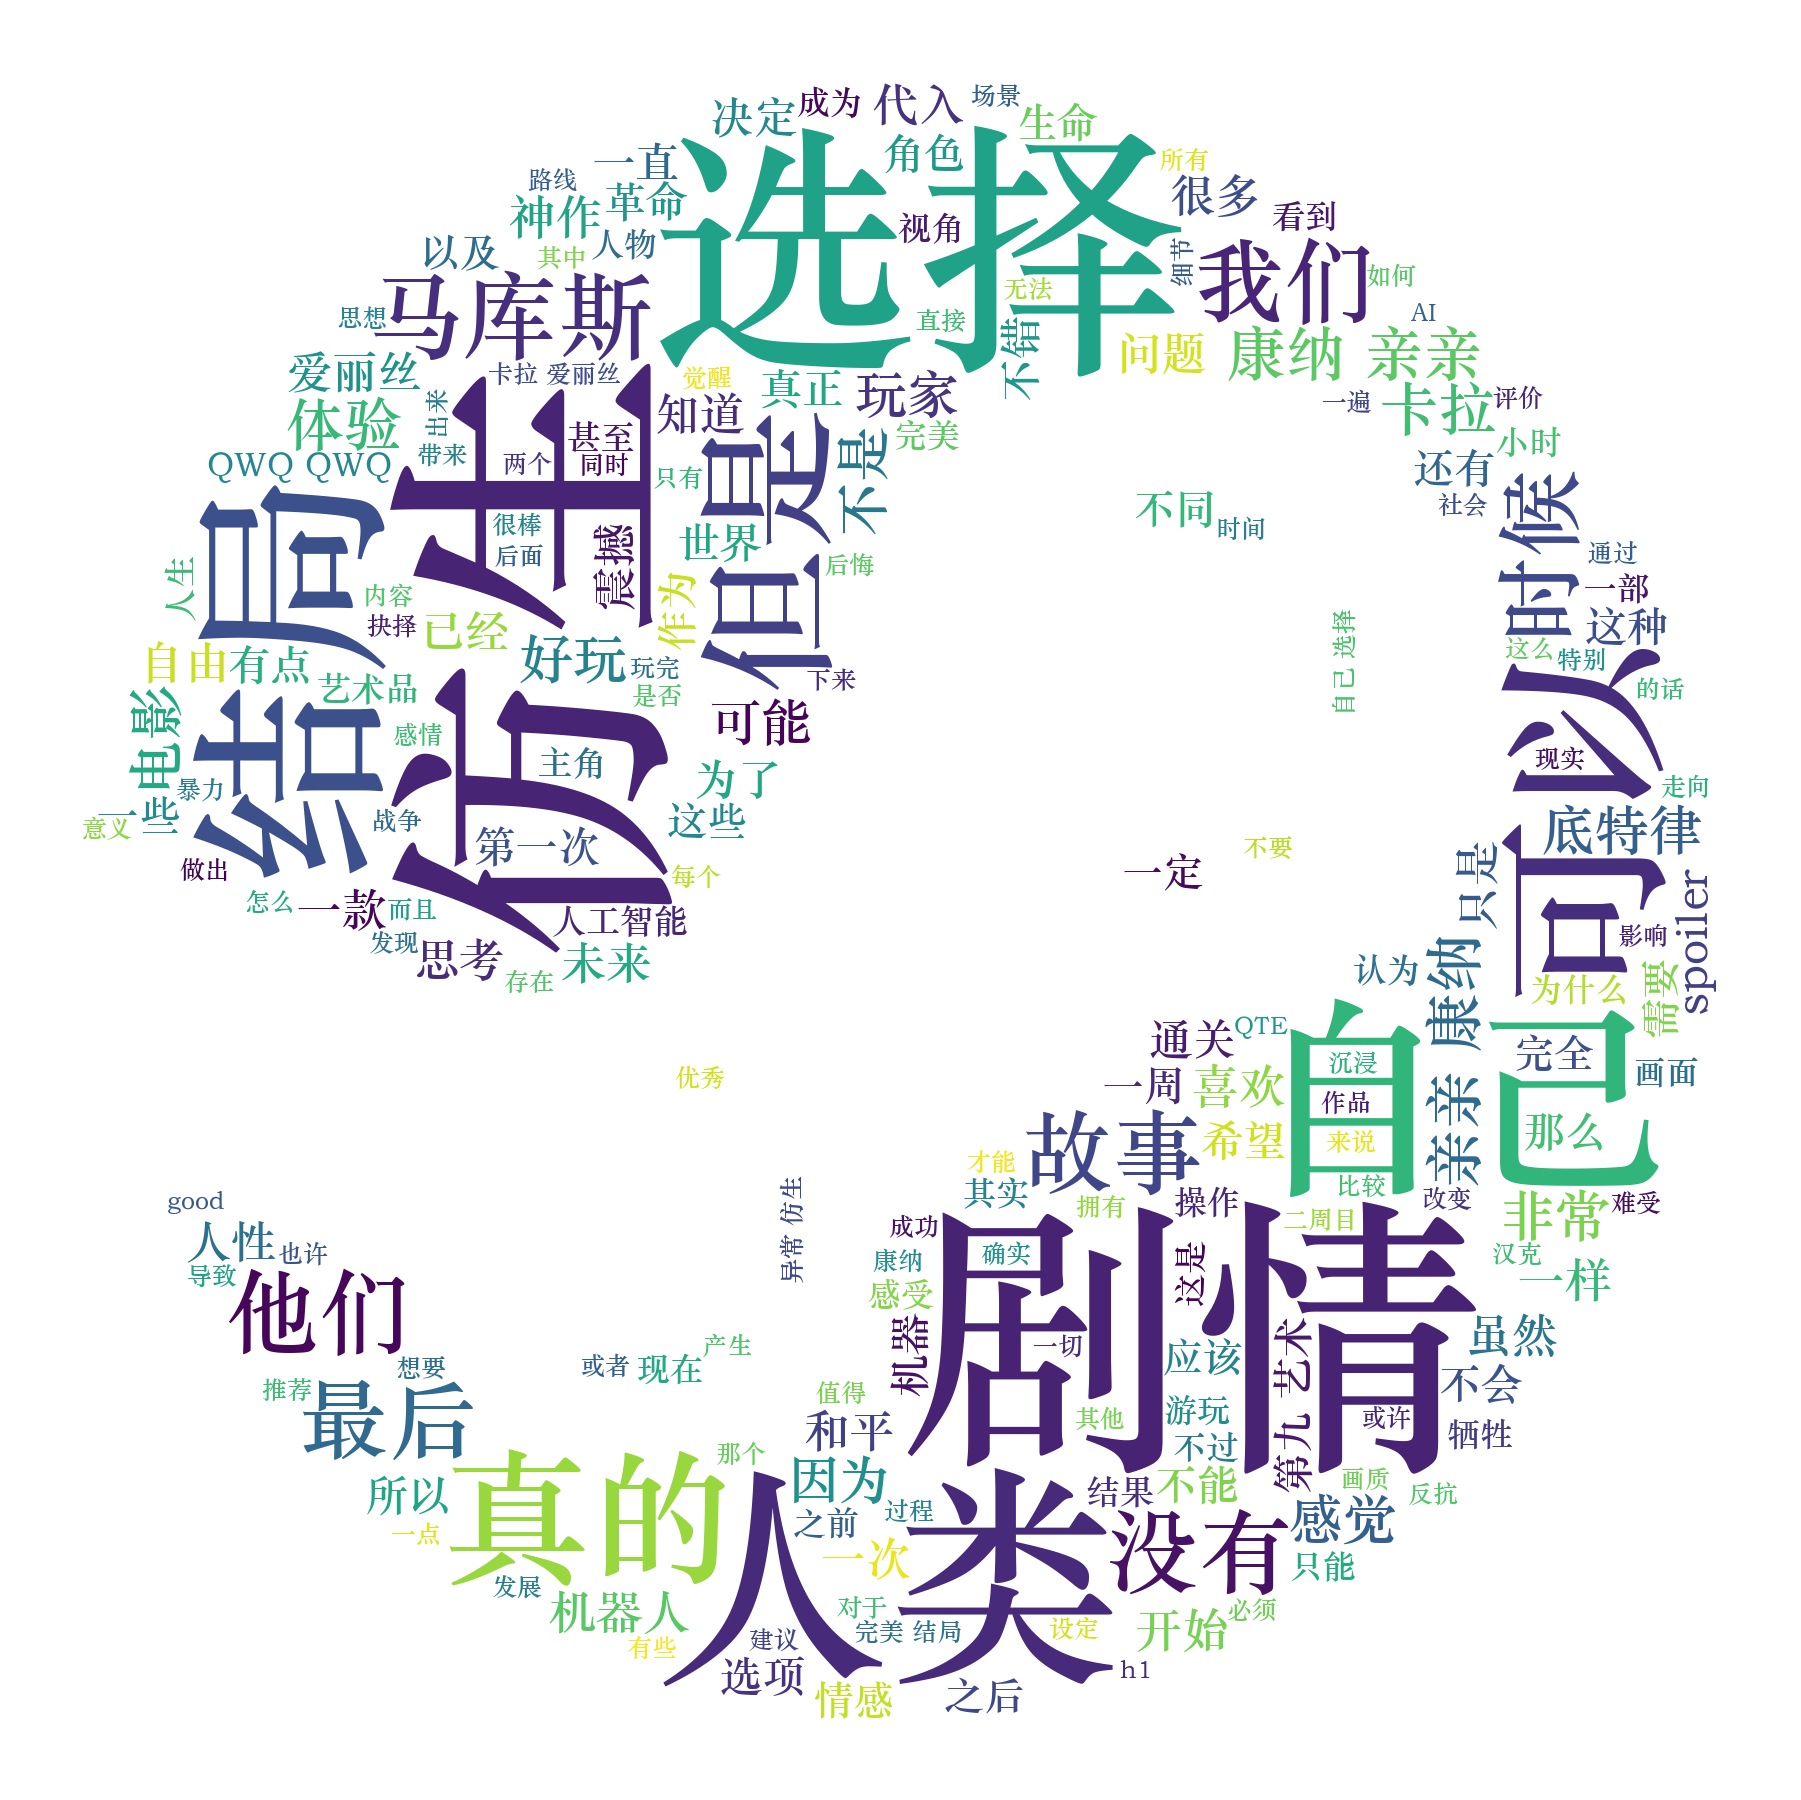 决定
成为
代入
场景
生命
一直
角色
所有
路线
神作
革命
选择
很多
看到
以及
其中
人物
视角
细节
我们
如何
思想
马库斯
无法
直接
AI
不错
问题
康纳 亲亲
爱丽丝
卡拉 爱丽丝
觉醒
真正
玩家
一遍
卡拉
评价
体验
出来
带来
甚至
知道
完美
小时
QWQ QWQ
两个
同时
只有
但是
不是
还有
社会
结局
仿生
很棒
后面
震撼
世界
不同
时间
时候
通过
人生
内容
抉择
已经
作为
后悔
一部
自由
有点
好玩
玩完
下来
自己 选择
这么
特别
这种
电影
艺术品
感情
是否
可能
的话
一些
暴力
主角
为了
可以
现实
走向
意义
战争
第一次
这些
不要
底特律
做出
每个
一定
只是
怎么
一款
而且
人工智能
spoiler
发现
思考
存在
未来
认为
康纳
影响
为什么
需要
优秀
通关
QTE
自己
完全
一周
喜欢
沉浸
作品
亲亲
画面
故事
希望
来说
那么
才能
good
异常 仿生
其实
拥有
操作
比较
改变
非常
难受
人性
也许
成功
二周目
导致
康纳
确实
这是
汉克
一样
他们
感受
剧情
机器
一切
应该
第九 艺术
虽然
想要
或者
现在
产生
推荐
值得
其他
游玩
不会
最后
和平
不过
或许
牺牲
那个
真的
所以
因为
结果
不能
画质
反抗
一点
之前
过程
人类
没有
感觉
一次
只能
发展
机器人
对于
必须
有些
建议
完美 结局
设定
开始
选项
h1
情感
之后